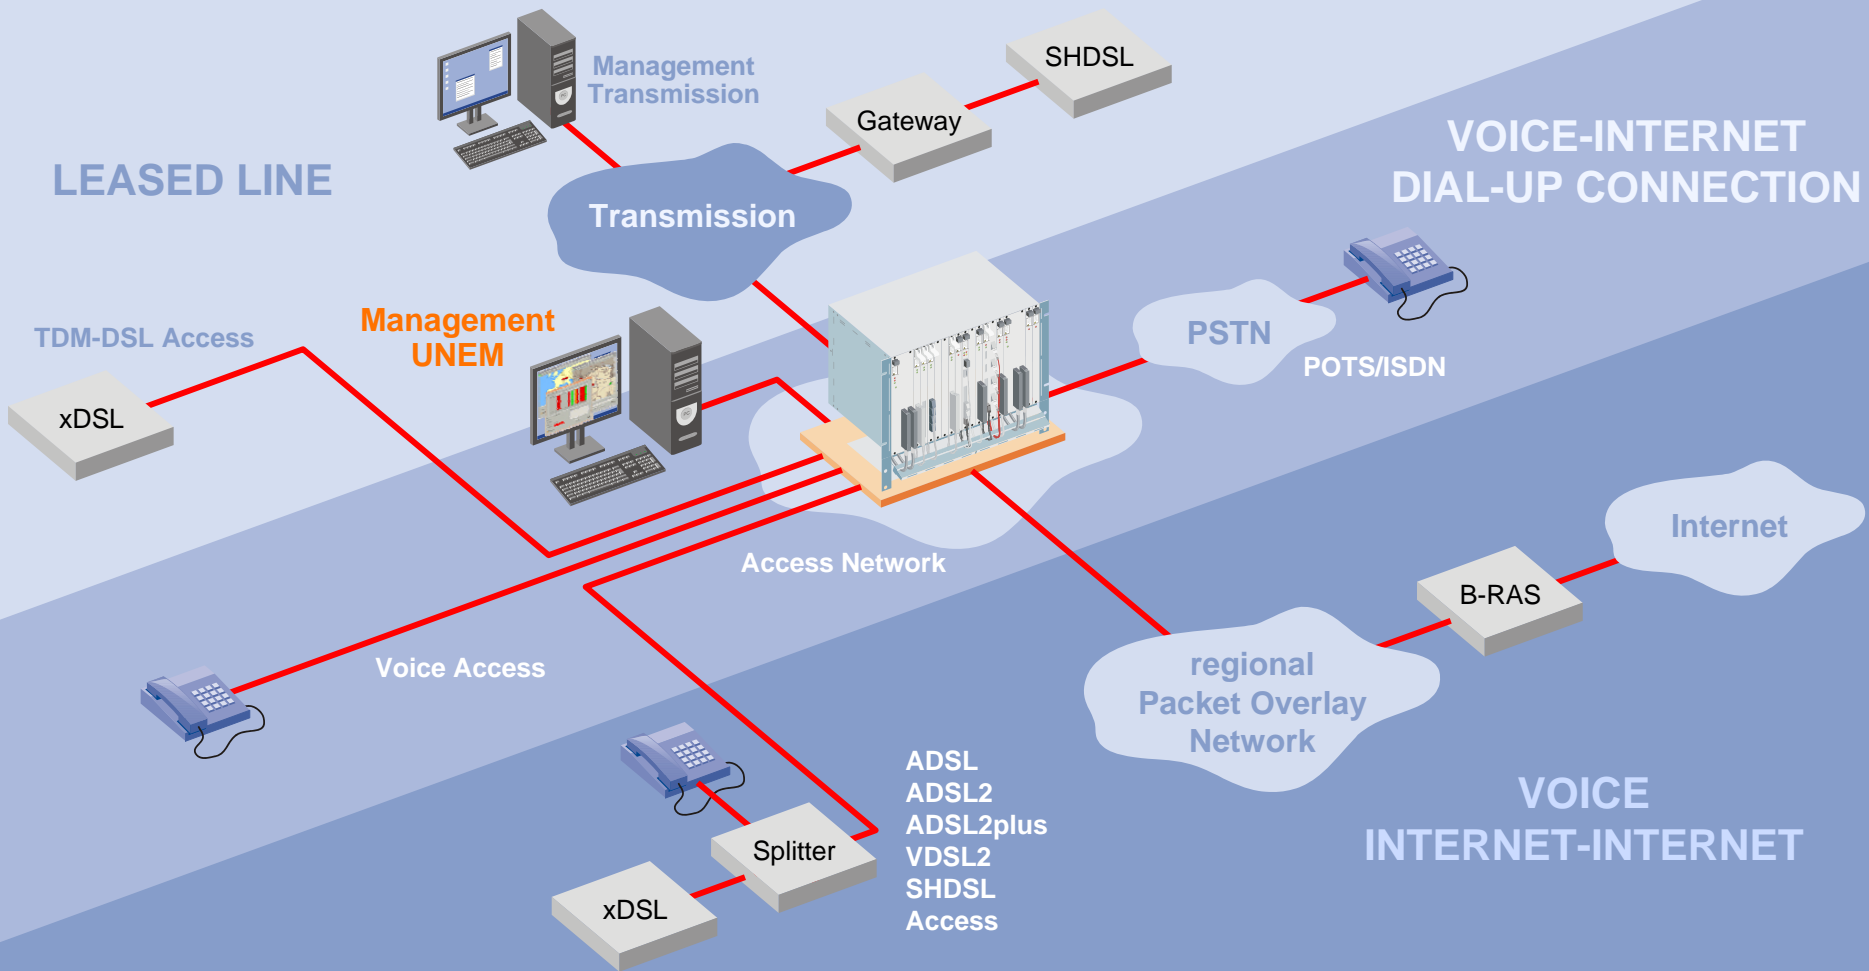 SHDSL
Management
Transmission
Gateway
VOICE-INTERNET
DIAL-UP CONNECTION
LEASED LINE
Transmission
Management
UNEM
TDM-DSL Access
PSTN
POTS/ISDN
xDSL
Internet
Access Network
B-RAS
Voice Access
regional
Packet Overlay
Network
ADSL
ADSL2
ADSL2plus
VDSL2
SHDSL
Access
VOICE
INTERNET-INTERNET
Splitter
xDSL